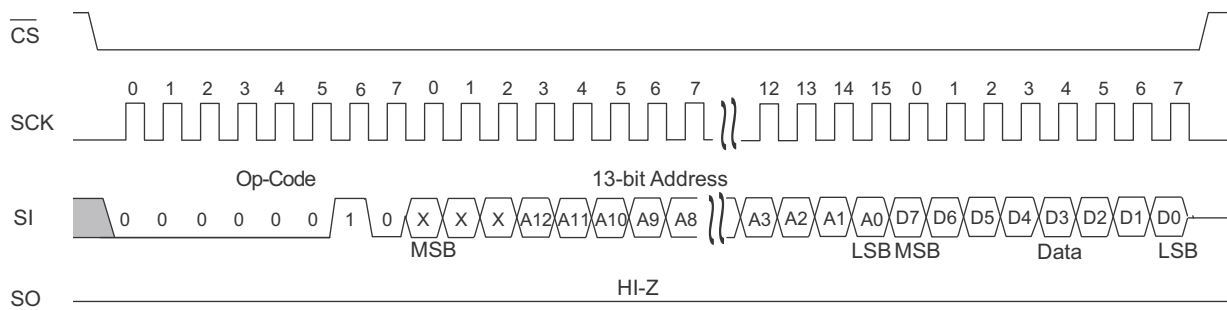 CS
0 1 2 3 4 5 6 7 0 1 2 3 4 5 6 7 12 13 14 15 0 1 2 3 4 5 6 7
SCK
Op-Code 13-bit Address
SI 0 0 0 0 0 0 1 0 X X X A12 A11 A10 A9 A8 A3 A2 A1 A0 D7 D6 D5 D4 D3 D2 D1 D0
MSB LSB MSB Data LSB
HI-Z
SO